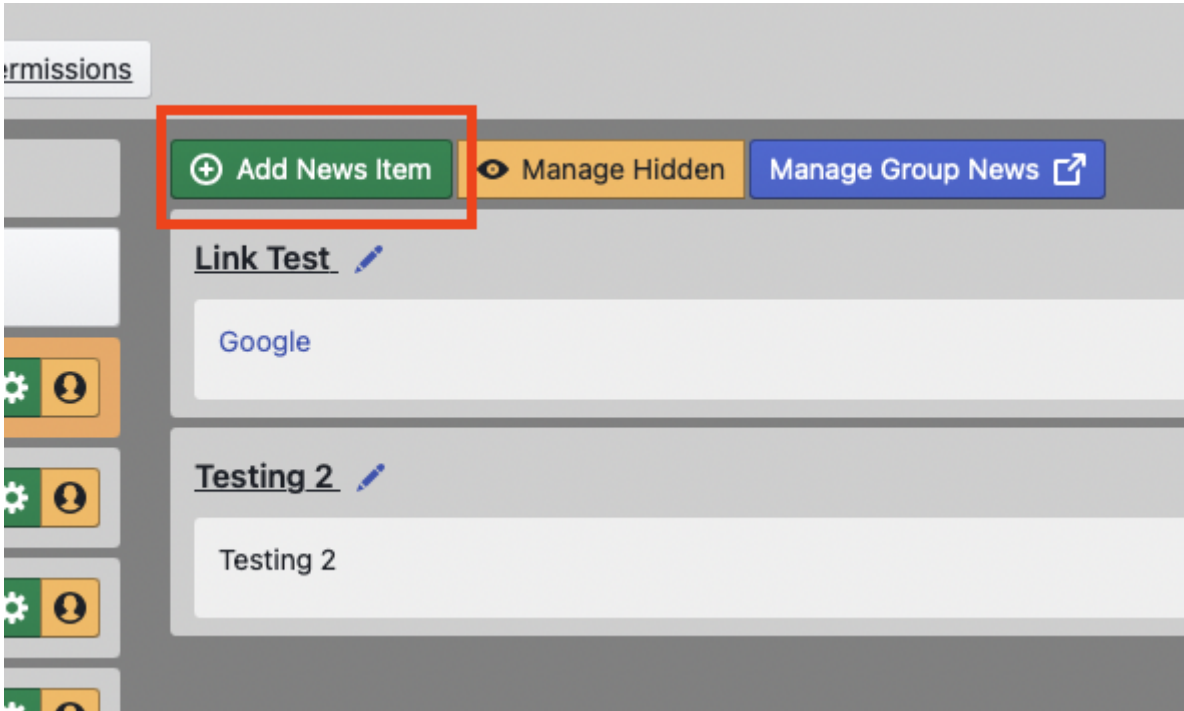 ermissions
Add News Item Manage Hidden Manage Group News
Link Test
Google
Testing 2
Testing 2